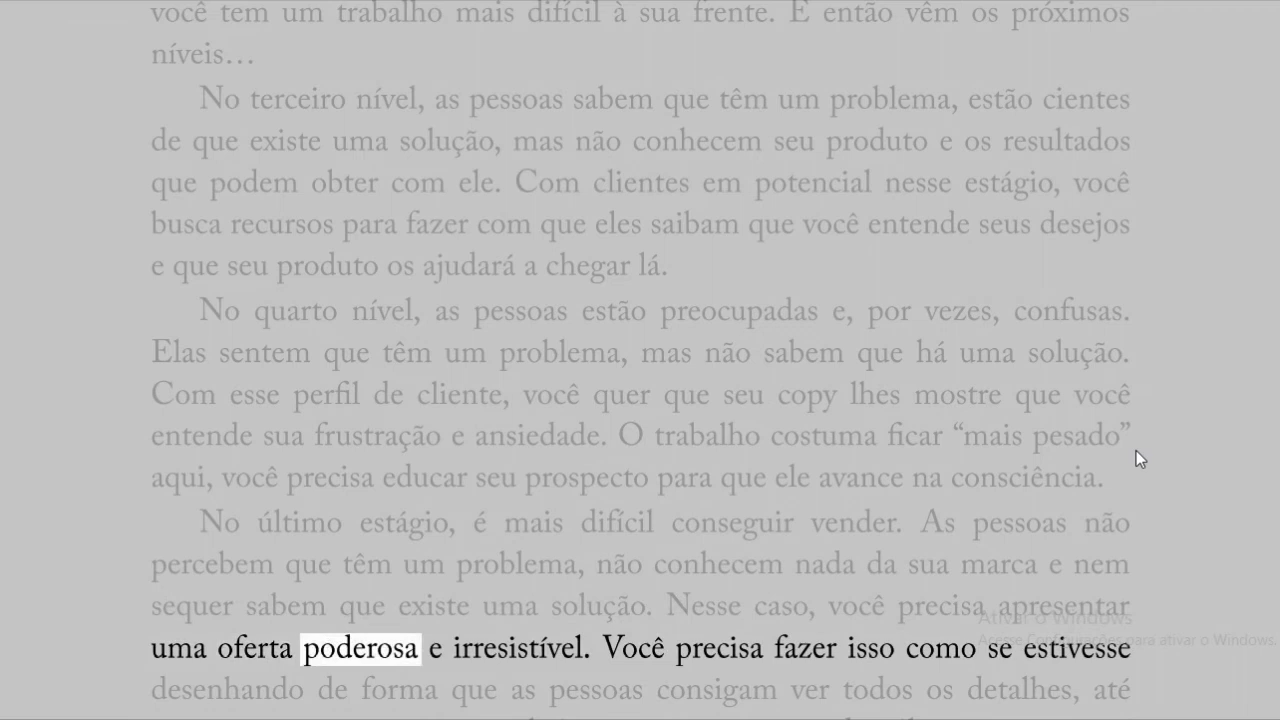 você tem um trabalho mais difícil à sua frente. E então vêm os próximos
níveis…
No terceiro nível, as pessoas sabem que têm um problema, estão cientes
de que existe uma solução, mas não conhecem seu produto e os resultados
que podem obter com ele. Com clientes em potencial nesse estágio, você
busca recursos para fazer com que eles saibam que você entende seus desejos
e que seu produto os ajudará a chegar lá.
No quarto nível, as pessoas estão preocupadas e, por vezes, confusas.
Elas sentem que têm um problema, mas não sabem que há uma solução.
Com esse perfil de cliente, você quer que seu copy lhes mostre que você
entende sua frustração e ansiedade. O trabalho costuma ficar “mais pesado”
aqui, você precisa educar seu prospecto para que ele avance na consciência.
No último estágio, é mais difícil conseguir vender. As pessoas não
percebem que têm um problema, não conhecem nada da sua marca e nem
sequer sabem que existe uma solução. Nesse caso, você precisa apresentar
Ativar o Windows
Acesse Configurações para ativar o Windows.
uma oferta poderosa e irresistível. Você precisa fazer isso como se estivesse
desenhando de forma que as pessoas consigam ver todos os detalhes, até